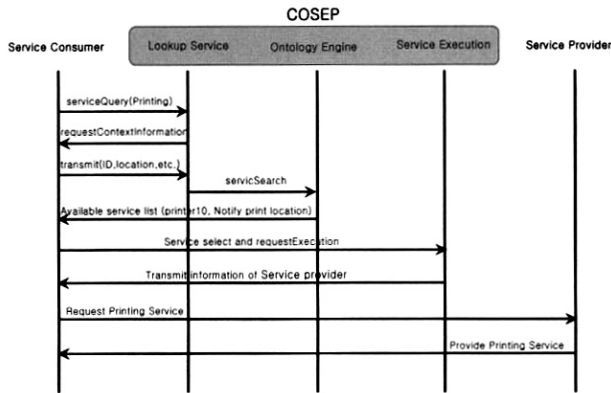 COSEP
Service Consumer Lookup Service Ontology Engine Service Execution Service Provider
serviceQuery(Printing)
requestContextInformation
transmit(ID,location,etc.)
servicSearch
Available service list (printer10, Notify print location)
Service select and requestExecution
Transmit information of Service provider
Request Printing Service
Provide Printing Service